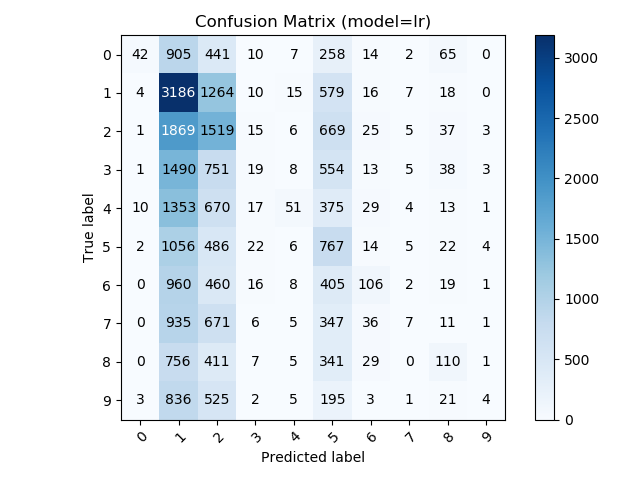 Confusion Matrix (model=lr)
0 42 905 441 10 7 258 14 2 65 0
1 4 3186 1264 10 15 579 16 7 18 0
2 1 1869 1519 15 6 669 25 5 37 3
3 1 1490 751 19 8 554 13 5 38 3
4 10 1353 670 17 51 375 29 4 13 1
5 2 1056 486 22 6 767 14 5 22 4
6 0 960 460 16 8 405 106 2 19 1
7 0 935 671 6 5 347 36 7 11 1
8 0 756 411 7 5 341 29 0 110 1
9 3 836 525 2 5 195 3 1 21 4
0 1 2 3 4 5 6 7 8 9
Predicted label
True label
3000
2500
2000
1500
1000
500
0